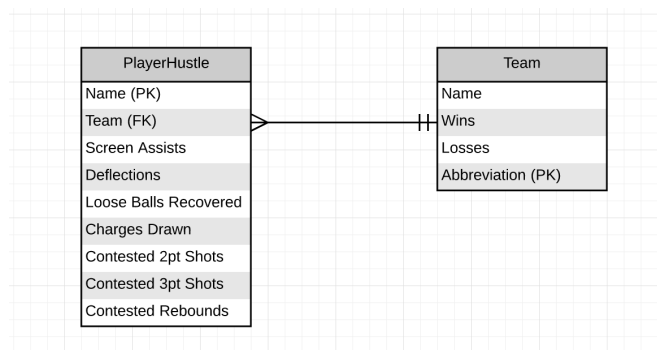 PlayerHustle
Name (PK)
Team (FK)
Screen Assists
Deflections
Loose Balls Recovered
Charges Drawn
Contested 2pt Shots
Contested 3pt Shots
Contested Rebounds
Team
Name
Wins
Losses
Abbreviation (PK)